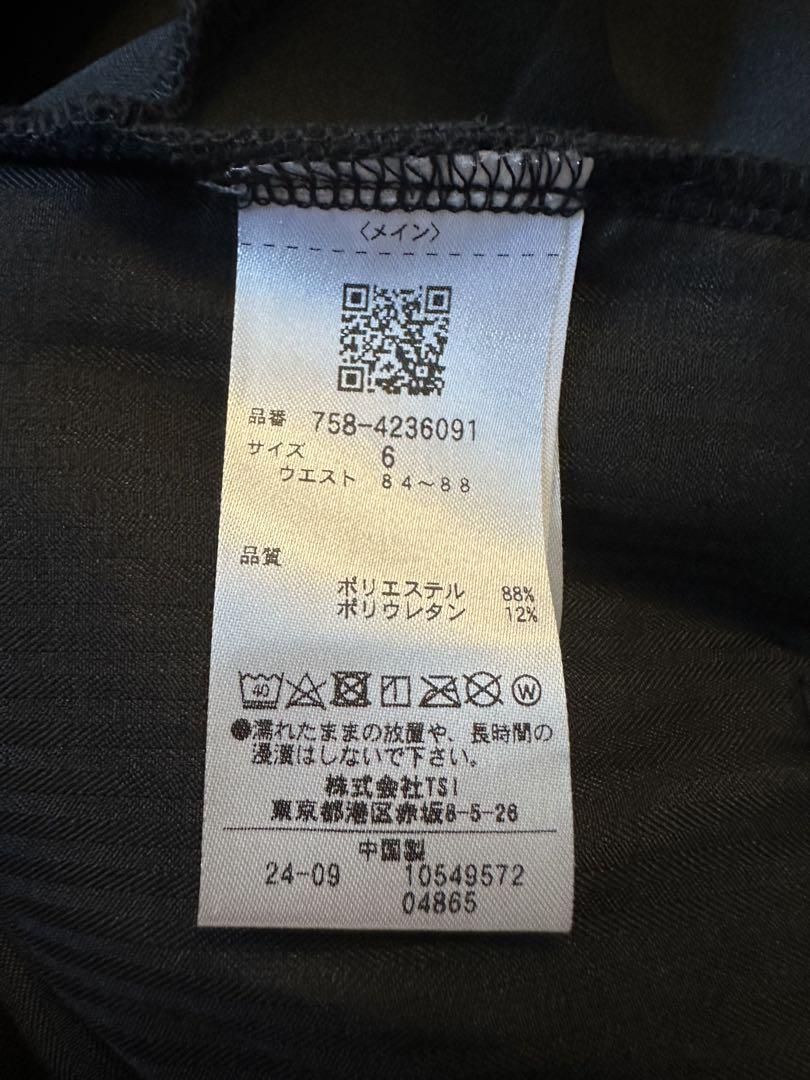 〈メイン〉
品番 758-4236091
サイズ 6
ウエスト 84～88
品質
ポリエステル 88%
ポリウレタン 12%
40 W
●濡れたままの放置や、長時間の
浸漬はしないで下さい。
株式会社TSI
東京都港区赤坂8-5-26
中国製
24-09 10549572
04865